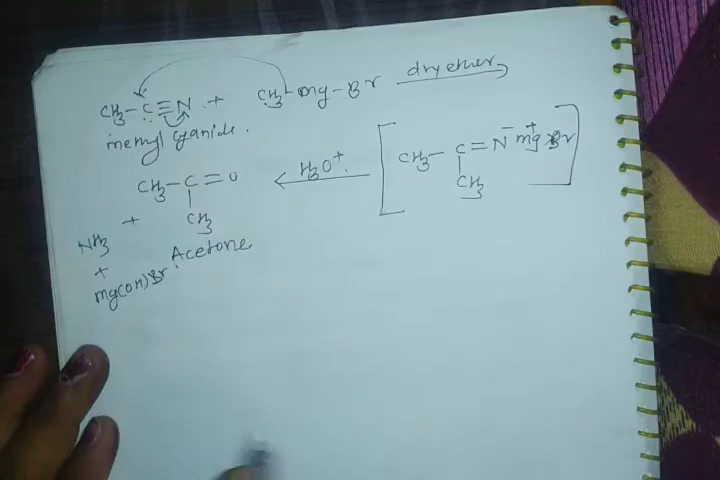 CH3-C≡N + CH3-mg-Br dry ether
methyl cyanide.
[CH3-C=N⁻ mg⁺Br]
CH3
H3O⁺.
CH3-C=O
CH3
+
NH3
Acetone
+
mg(OH)Br